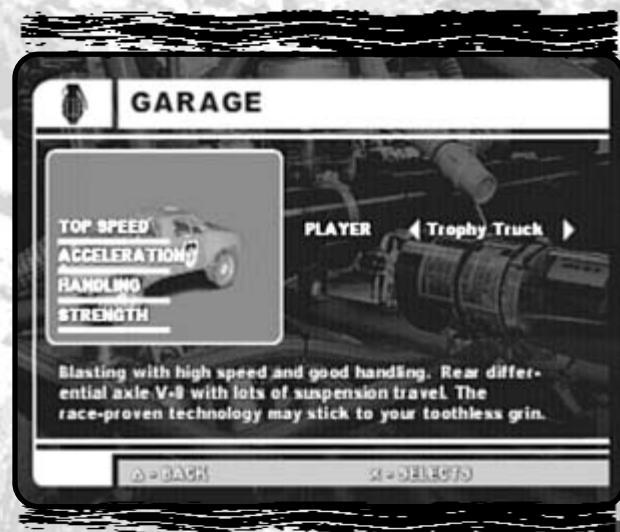 GARAGE
TOP SPEED
ACCELERATION
HANDLING
STRENGTH
PLAYER
Trophy Truck
Blasting with high speed and good handling. Rear differ-
ential axle V-8 with lots of suspension travel. The
race-proven technology may stick to your toothless grin.
△ = BACK
X = SELECTS